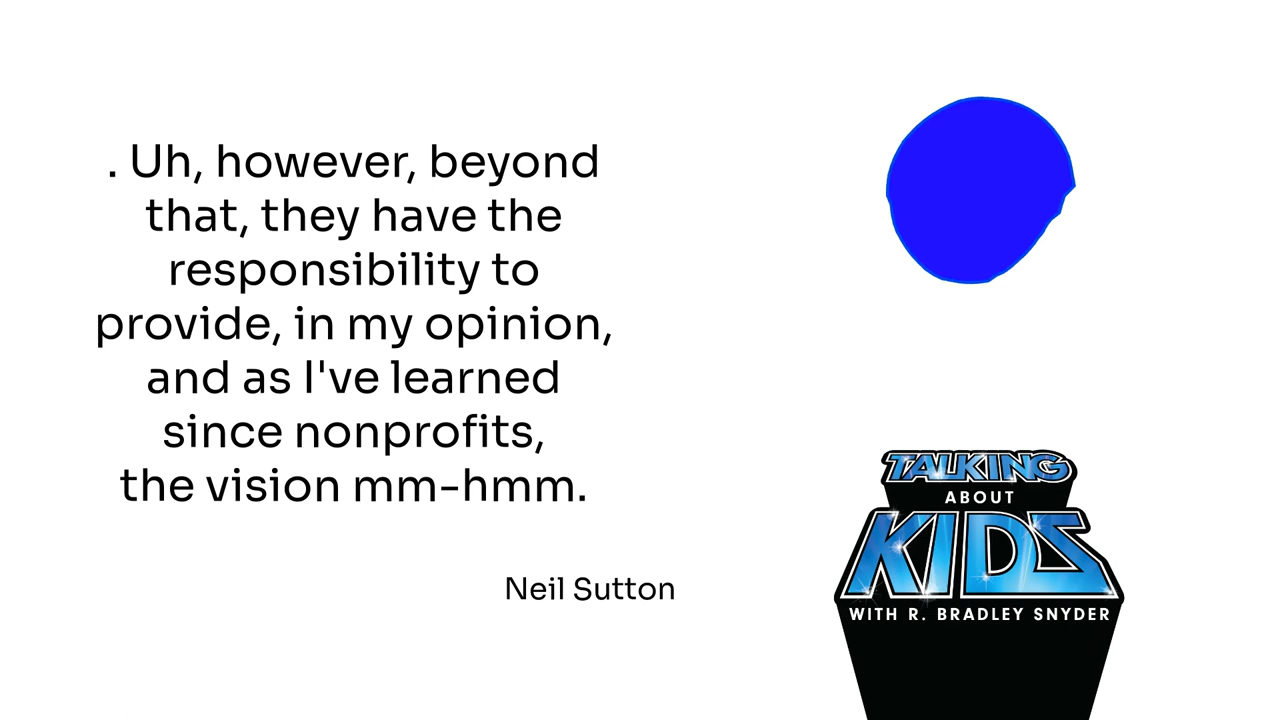 . Uh, however, beyond
that, they have the
responsibility to
provide, in my opinion,
and as I've learned
since nonprofits,
the vision mm-hmm.
Neil Sutton
TALKING
ABOUT
KIDS
WITH R. BRADLEY SNYDER